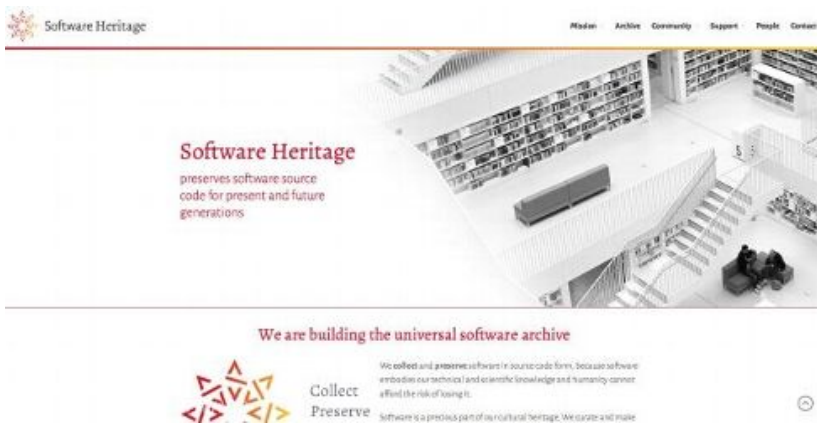 Software Heritage
Mission Archive Community Support People Contact
Software Heritage
preserves software source
code for present and future
generations
We are building the universal software archive
Collect
Preserve
We collect and preserve software in source code form, because software
embodies our technical and scientific knowledge and humanity cannot
afford the risk of losing it.
Software is a precious part of our cultural heritage. We curate and make